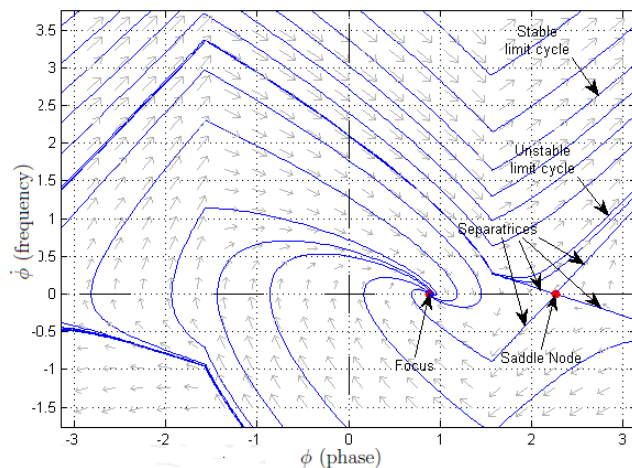 3.5
3
2.5
2
1.5
1
0.5
0
-0.5
-1
-1.5
-3
-2
-1
0
1
2
3
ϕ̇ (frequency)
ϕ (phase)
Stable
limit cycle
Unstable
limit cycle
Separatrices
Focus
Saddle Node